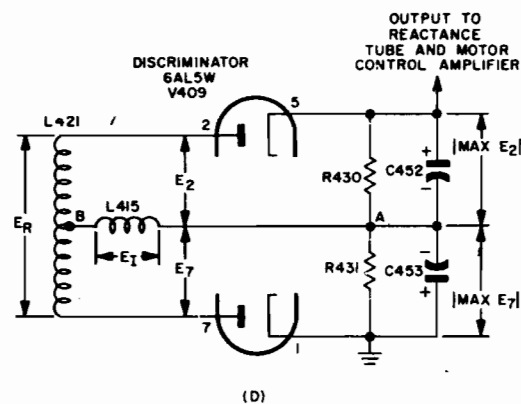 OUTPUT TO
REACTANCE
TUBE AND MOTOR
CONTROL AMPLIFIER
DISCRIMINATOR
6AL5W
V409
L421
2
5
E2
R430
C452
+
−
|MAX E2|
ER
B
L415
EI
A
E7
R431
C453
−
+
|MAX E7|
7
1
(D)